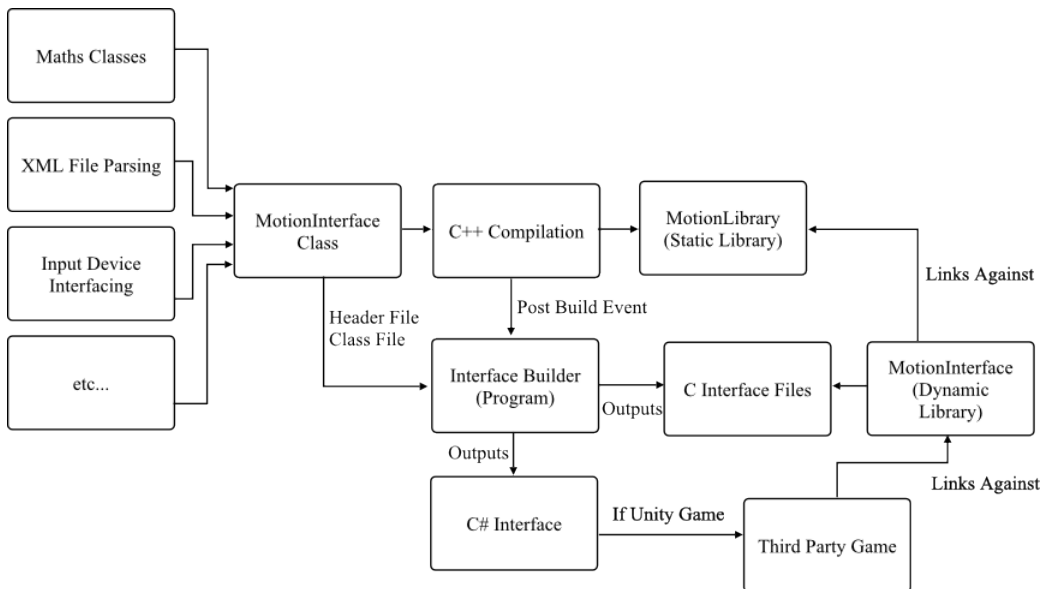 Maths Classes
XML File Parsing
Input Device
Interfacing
etc...
MotionInterface
Class
C++ Compilation
MotionLibrary
(Static Library)
Links Against
Header File
Class File
Post Build Event
Interface Builder
(Program)
Outputs
C Interface Files
MotionInterface
(Dynamic
Library)
Outputs
Links Against
C# Interface
If Unity Game
Third Party Game